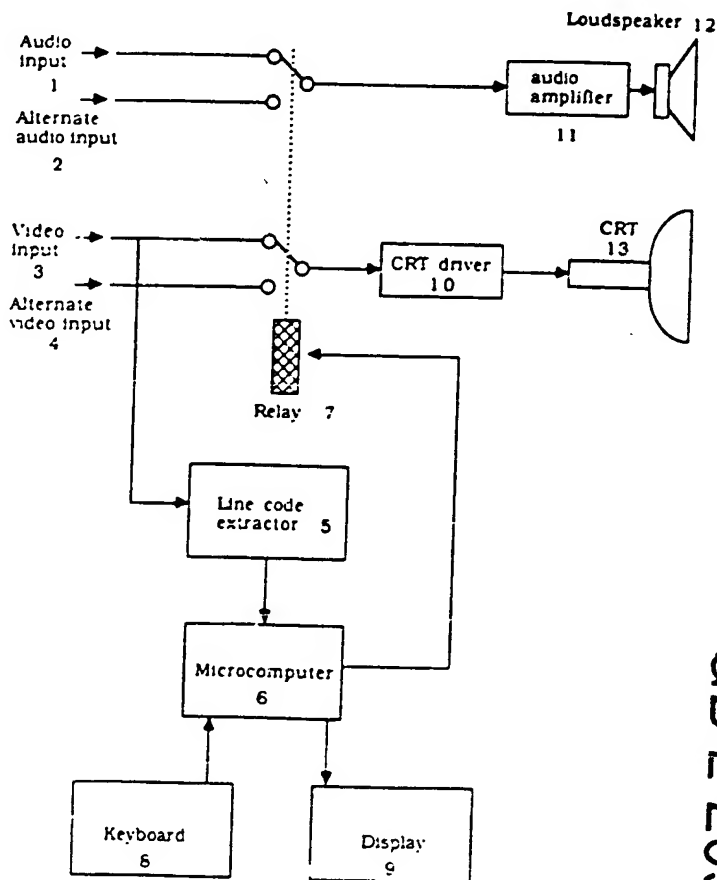 Loudspeaker 12
Audio
input
1
Alternate
audio input
2
audio
amplifier
11
Video
input
3
Alternate
video input
4
CRT
13
CRT driver
10
Relay 7
Line code
extractor 5
Microcomputer
6
Keyboard
8
Display
9